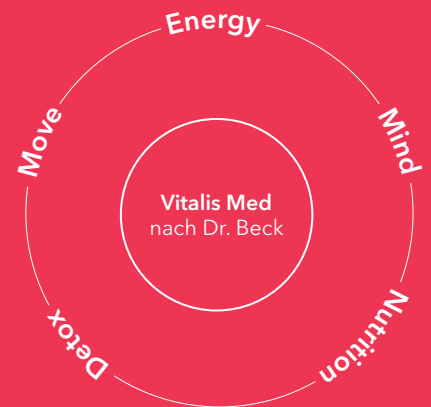 Energy
Mind
Nutrition
Detox
Move
Vitalis Med
nach Dr. Beck